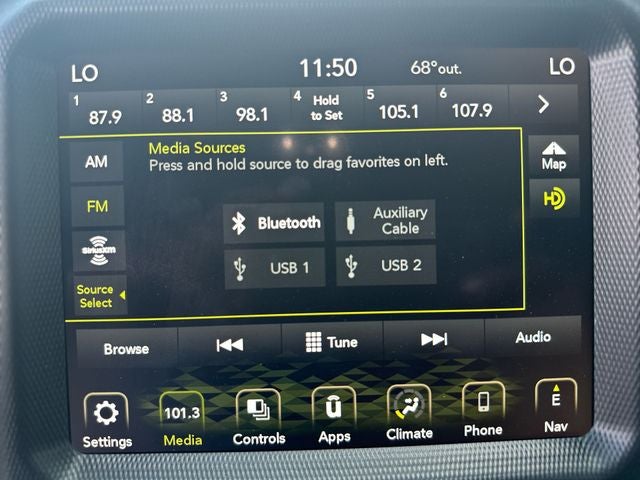 LO 11:50 68°out. LO
1 87.9 2 88.1 3 98.1 4 Hold to Set 5 105.1 6 107.9
AM
Media Sources
Press and hold source to drag favorites on left.
Map
FM
HD
Bluetooth
Auxiliary
Cable
SiriusXM
USB 1
USB 2
Source
Select
Browse
Tune
Audio
Settings
101.3
Media
Controls
Apps
Climate
Phone
E
Nav